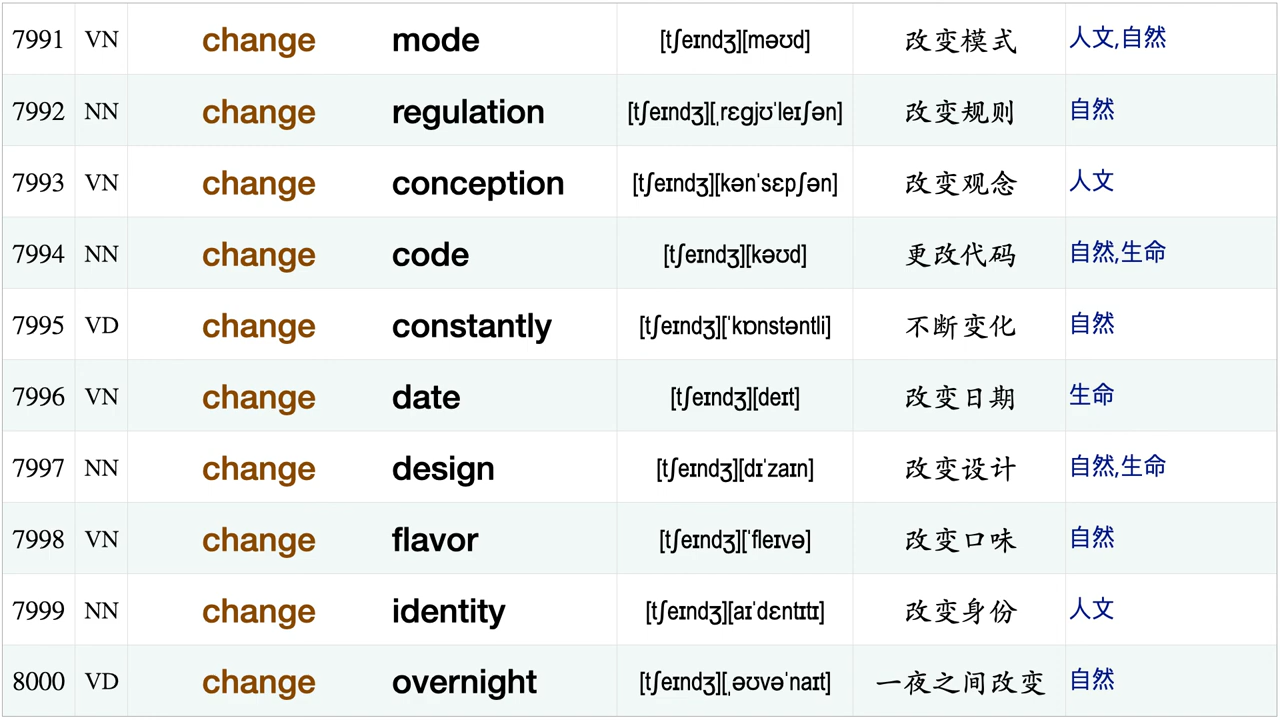 7991 VN change mode [tʃeɪndʒ][məʊd] 改变模式 人文,自然
7992 NN change regulation [tʃeɪndʒ][ˌrɛgjʊˈleɪʃən] 改变规则 自然
7993 VN change conception [tʃeɪndʒ][kənˈsɛpʃən] 改变观念 人文
7994 NN change code [tʃeɪndʒ][kəʊd] 更改代码 自然,生命
7995 VD change constantly [tʃeɪndʒ][ˈkɒnstəntli] 不断变化 自然
7996 VN change date [tʃeɪndʒ][deɪt] 改变日期 生命
7997 NN change design [tʃeɪndʒ][dɪˈzaɪn] 改变设计 自然,生命
7998 VN change flavor [tʃeɪndʒ][ˈfleɪvə] 改变口味 自然
7999 NN change identity [tʃeɪndʒ][aɪˈdɛntɪtɪ] 改变身份 人文
8000 VD change overnight [tʃeɪndʒ][ˌəʊvəˈnaɪt] 一夜之间改变 自然